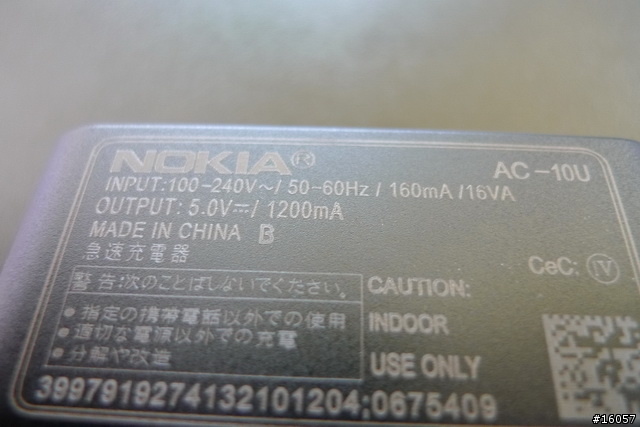 NOKIA®
AC-10U
INPUT:100-240V~/ 50-60Hz / 160mA /16VA
OUTPUT: 5.0V⎓/ 1200mA
MADE IN CHINA B
急速充電器
CeC: IV
警告:次のことはしないでください。
• 指定の携帯電話以外での使用
• 適切な電源以外での充電
• 分解や改造
CAUTION:
INDOOR
USE ONLY
3997919274132101204;0675409
#16057